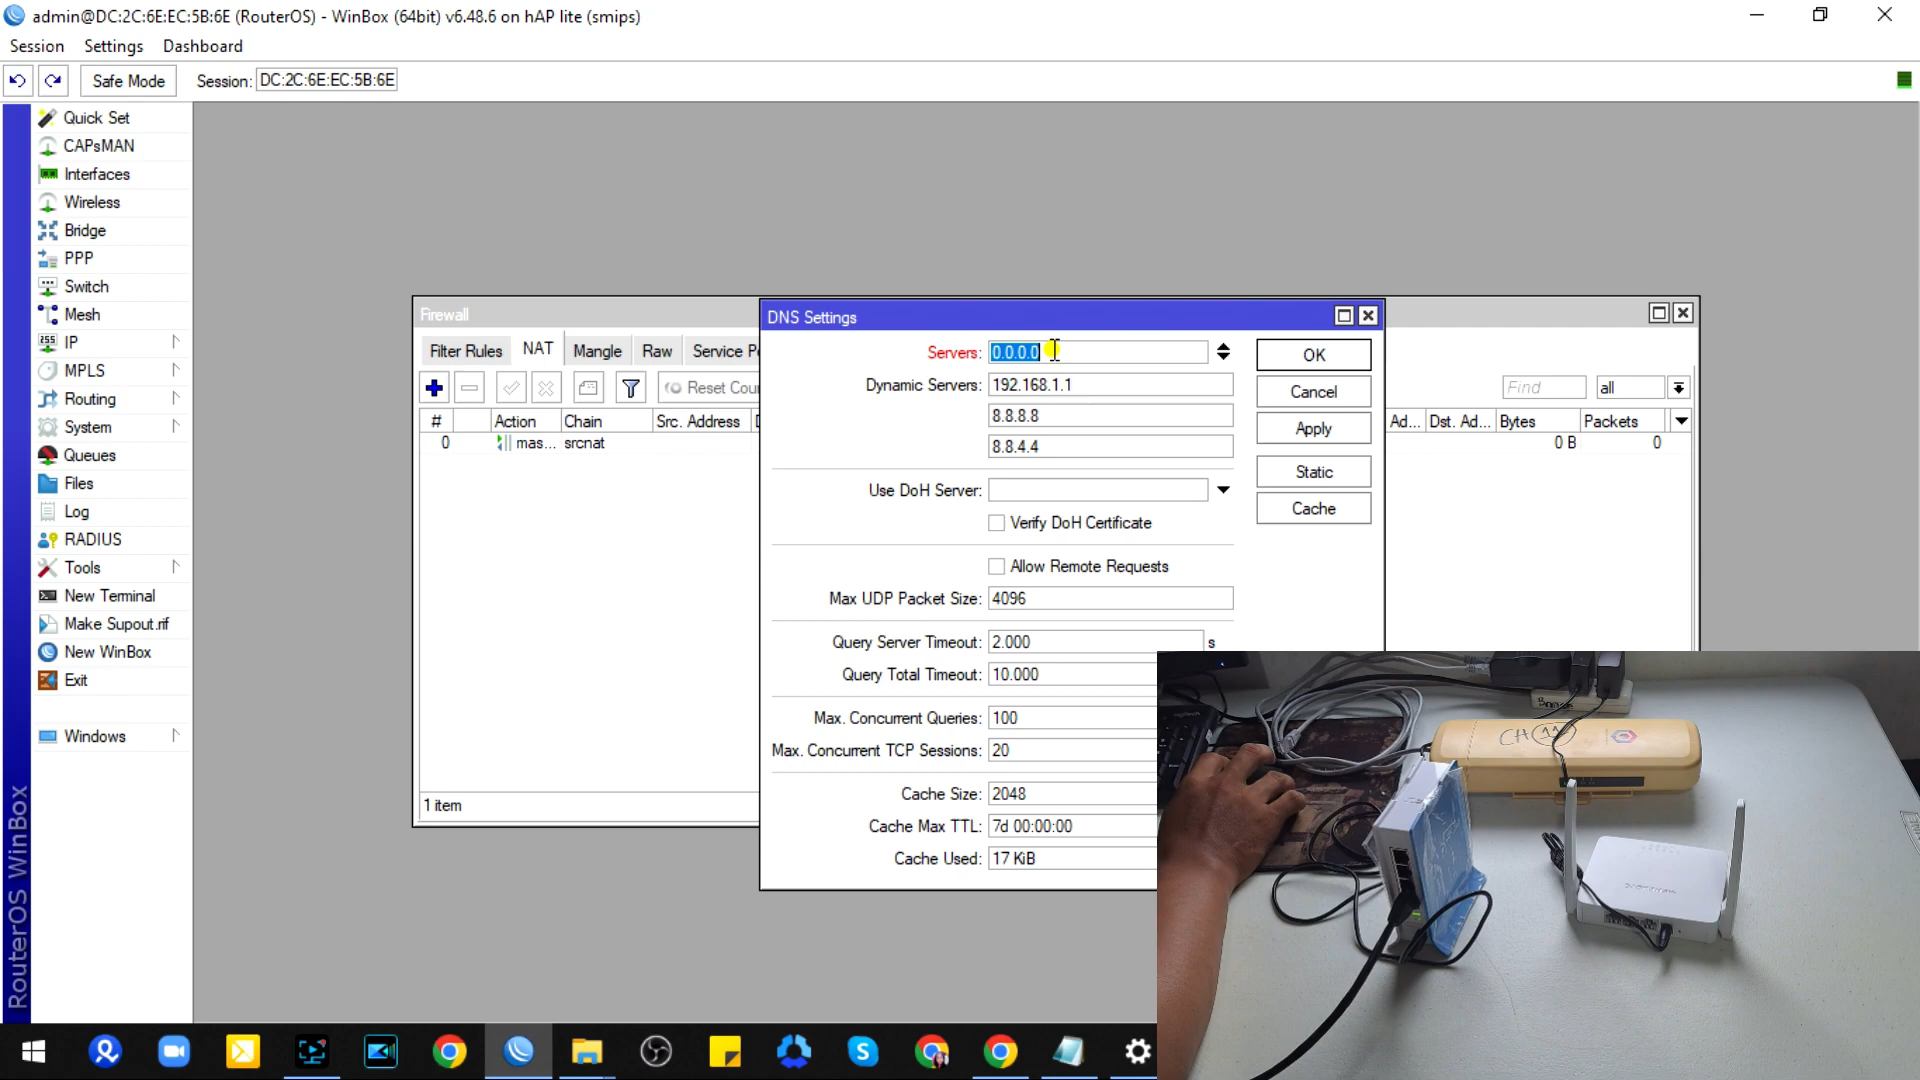 admin@DC:2C:6E:EC:5B:6E (RouterOS) - WinBox (64bit) v6.48.6 on hAP lite (smips)
Session Settings Dashboard
Safe Mode Session: DC:2C:6E:EC:5B:6E
Quick Set
CAPsMAN
Interfaces
Wireless
Bridge
PPP
Switch
Mesh
IP
MPLS
Routing
System
Queues
Files
Log
RADIUS
Tools
New Terminal
Make Supout.rif
New WinBox
Exit
Windows
RouterOS WinBox
Firewall
Filter Rules NAT Mangle Raw Service Po
Reset Cou
Find all
# Action Chain Src. Address D Ad... Dst. Ad... Bytes Packets
0 mas... srcnat 0 B 0
1 item
DNS Settings
Servers: 0.0.0.0
Dynamic Servers: 192.168.1.1
8.8.8.8
8.8.4.4
Use DoH Server:
Verify DoH Certificate
Allow Remote Requests
Max UDP Packet Size: 4096
Query Server Timeout: 2.000 s
Query Total Timeout: 10.000
Max. Concurrent Queries: 100
Max. Concurrent TCP Sessions: 20
Cache Size: 2048
Cache Max TTL: 7d 00:00:00
Cache Used: 17 KiB
OK
Cancel
Apply
Static
Cache
CH 11